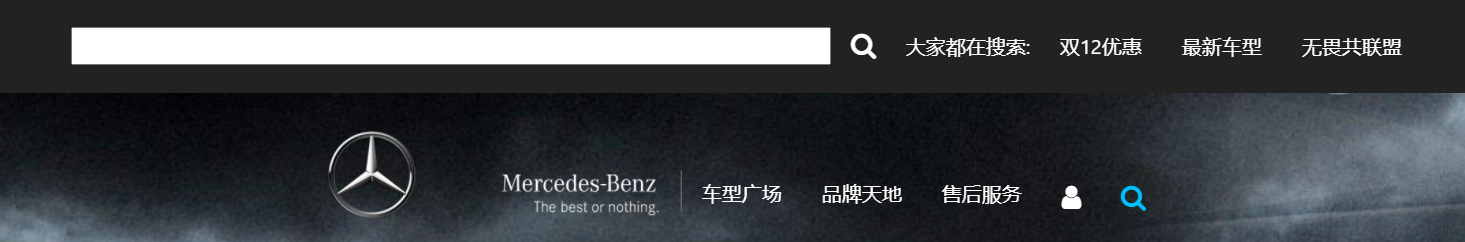 大家都在搜索: 双12优惠 最新车型 无畏共联盟
Mercedes-Benz 车型广场 品牌天地 售后服务
The best or nothing.